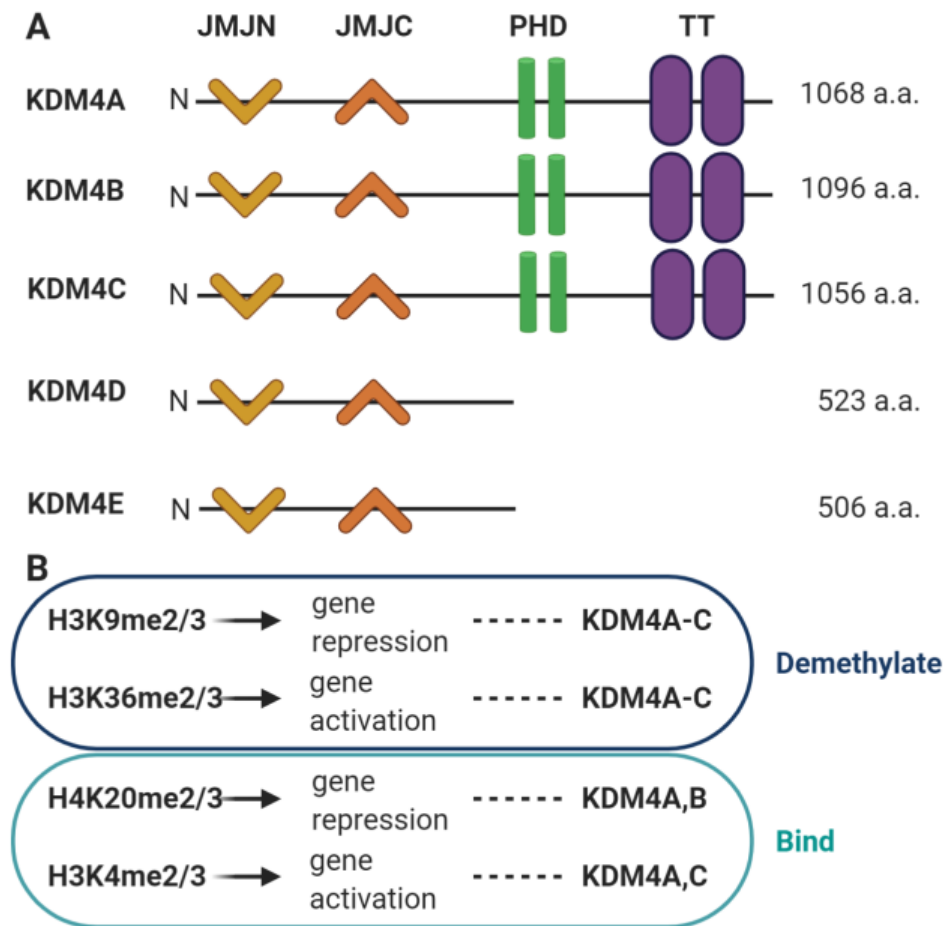 A JMJN JMJC PHD TT
KDM4A N 1068 a.a.
KDM4B N 1096 a.a.
KDM4C N 1056 a.a.
KDM4D N 523 a.a.
KDM4E N 506 a.a.
B
H3K9me2/3 gene repression ------ KDM4A-C
H3K36me2/3 gene activation ------ KDM4A-C
Demethylate
H4K20me2/3 gene repression ------ KDM4A,B
H3K4me2/3 gene activation ------ KDM4A,C
Bind